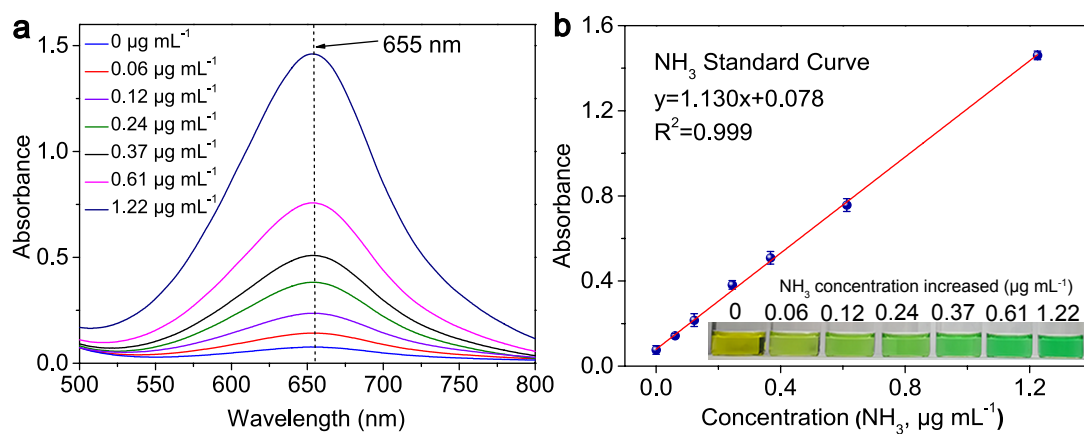 a
655 nm
0 µg mL⁻¹
0.06 µg mL⁻¹
0.12 µg mL⁻¹
0.24 µg mL⁻¹
0.37 µg mL⁻¹
0.61 µg mL⁻¹
1.22 µg mL⁻¹
1.5
1.0
0.5
0.0
Absorbance
500 550 600 650 700 750 800
Wavelength (nm)
b
NH₃ Standard Curve
y=1.130x+0.078
R²=0.999
1.6
1.2
0.8
0.4
0.0
Absorbance
NH₃ concentration increased (µg mL⁻¹)
0 0.06 0.12 0.24 0.37 0.61 1.22
0.0 0.4 0.8 1.2
Concentration (NH₃, µg mL⁻¹)